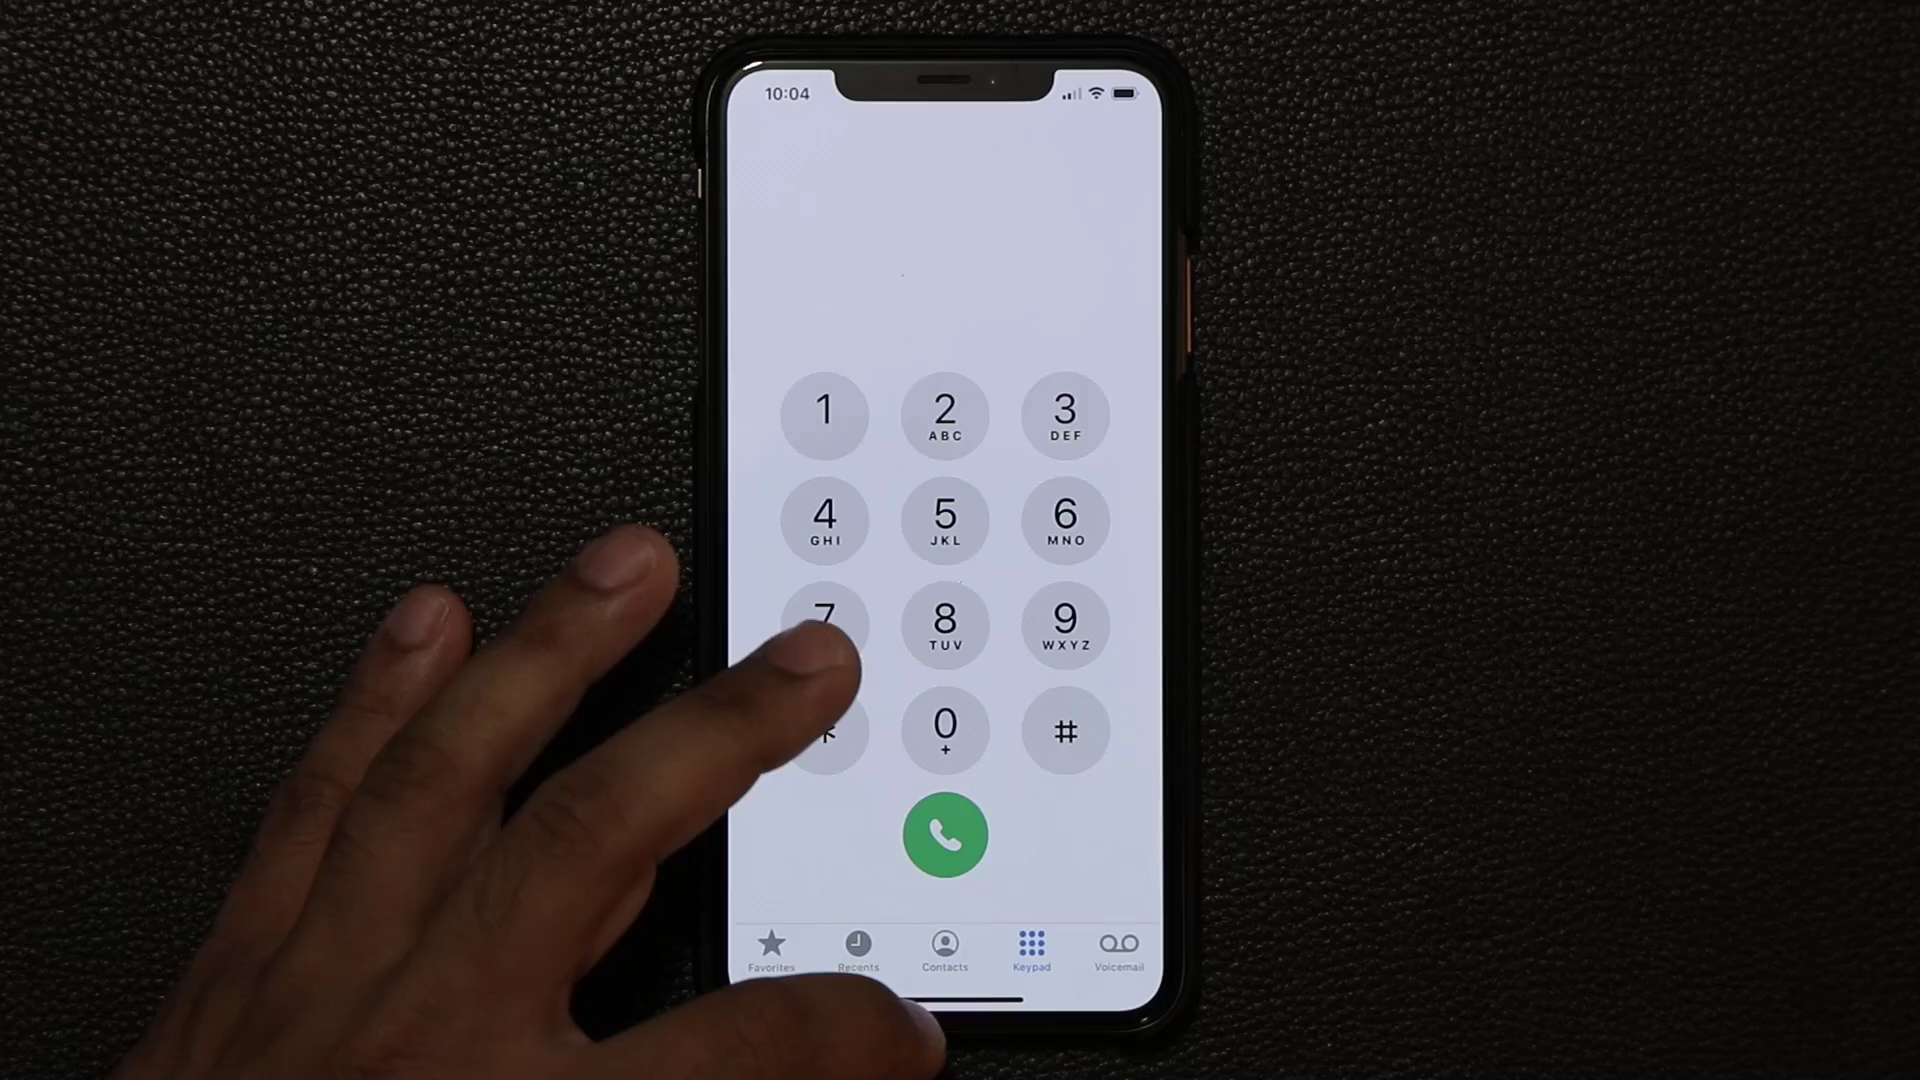 10:04
1 2 3
ABC DEF
4 5 6
GHI JKL MNO
7 8 9
TUV WXYZ
* 0 #
+
Favorites Recents Contacts Keypad Voicemail